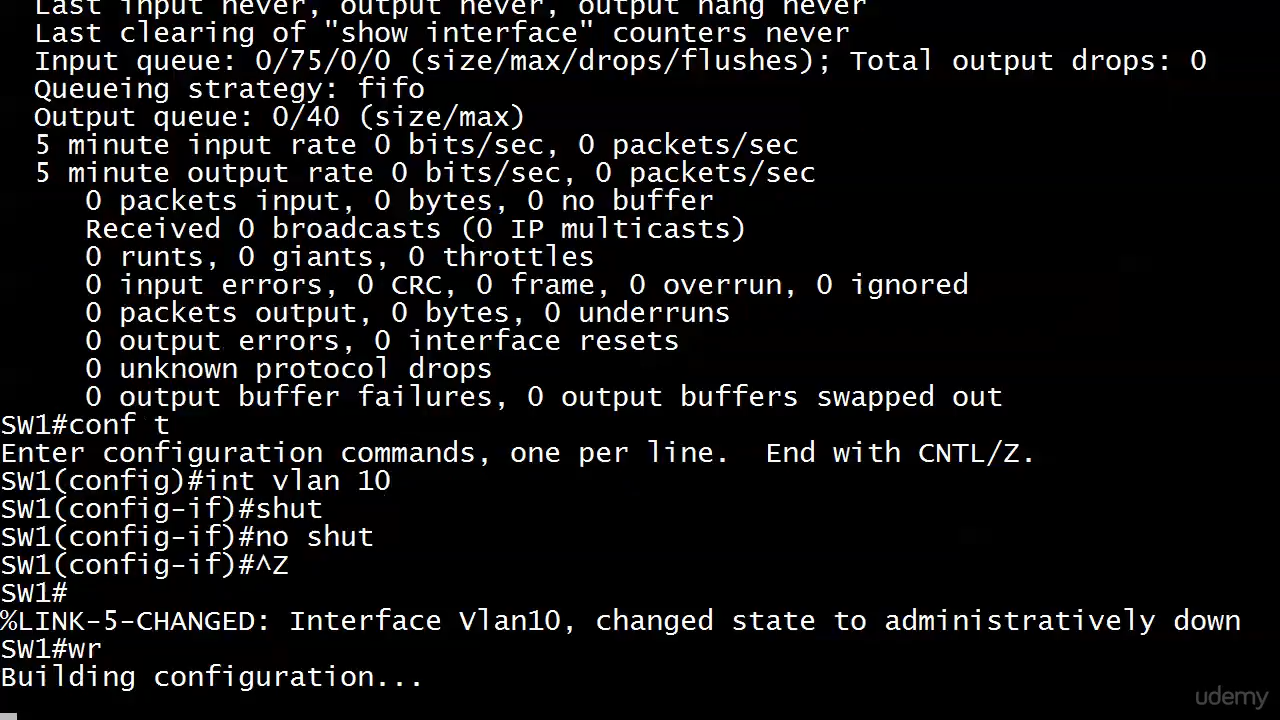 Last input never, output never, output hang never
Last clearing of "show interface" counters never
Input queue: 0/75/0/0 (size/max/drops/flushes); Total output drops: 0
Queueing strategy: fifo
Output queue: 0/40 (size/max)
5 minute input rate 0 bits/sec, 0 packets/sec
5 minute output rate 0 bits/sec, 0 packets/sec
0 packets input, 0 bytes, 0 no buffer
Received 0 broadcasts (0 IP multicasts)
0 runts, 0 giants, 0 throttles
0 input errors, 0 CRC, 0 frame, 0 overrun, 0 ignored
0 packets output, 0 bytes, 0 underruns
0 output errors, 0 interface resets
0 unknown protocol drops
0 output buffer failures, 0 output buffers swapped out
SW1#conf t
Enter configuration commands, one per line.  End with CNTL/Z.
SW1(config)#int vlan 10
SW1(config-if)#shut
SW1(config-if)#no shut
SW1(config-if)#^Z
SW1#
%LINK-5-CHANGED: Interface Vlan10, changed state to administratively down
SW1#wr
Building configuration...
udemy